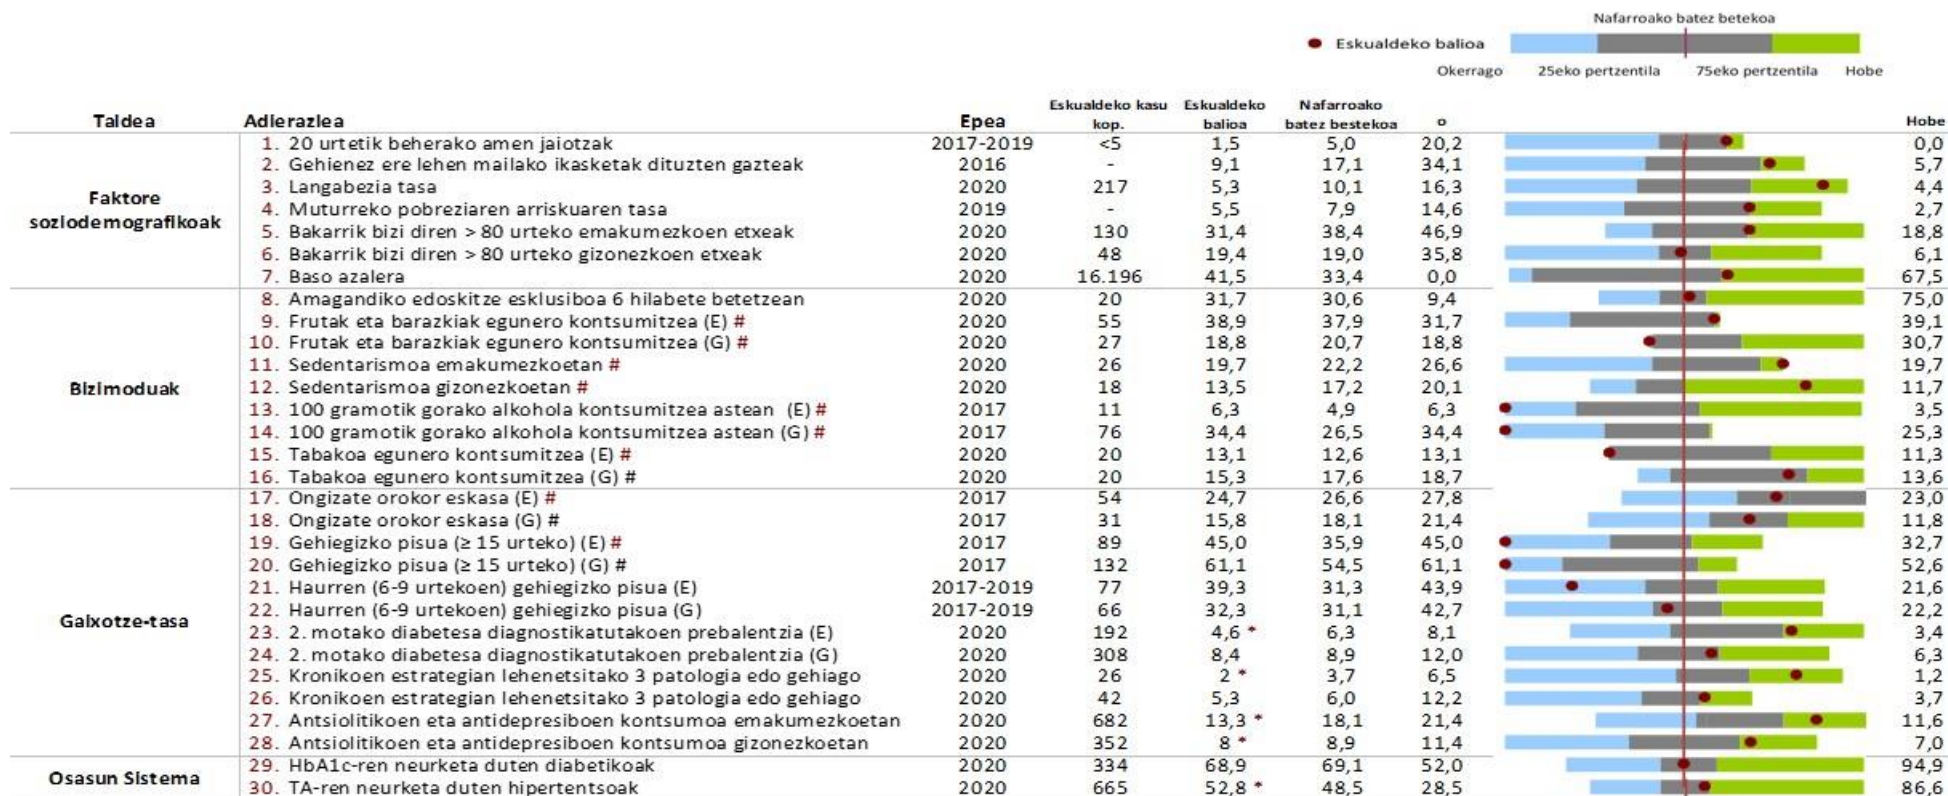 Nafarroako batez betekoa
Eskualdeko balioa
Okerrago 25eko pertzentila 75eko pertzentila Hobe
Taldea Adierazlea Epea Eskualdeko kasu kop. Eskualdeko balioa Nafarroako batez bestekoa o Hobe
Faktore soziodemografikoak
1. 20 urtetik beherako amen jaiotzak 2017-2019 <5 1,5 5,0 20,2 0,0
2. Gehienez ere lehen mailako ikasketak dituzten gazteak 2016 - 9,1 17,1 34,1 5,7
3. Langabezia tasa 2020 217 5,3 10,1 16,3 4,4
4. Muturreko pobreziaren arriskuaren tasa 2019 - 5,5 7,9 14,6 2,7
5. Bakarrik bizi diren > 80 urteko emakumezkoen etxeak 2020 130 31,4 38,4 46,9 18,8
6. Bakarrik bizi diren > 80 urteko gizonezkoen etxeak 2020 48 19,4 19,0 35,8 6,1
7. Baso azalera 2020 16.196 41,5 33,4 0,0 67,5
Bizimoduak
8. Amagandiko edoskitze esklusiboa 6 hilabete betetzean 2020 20 31,7 30,6 9,4 75,0
9. Frutak eta barazkiak egunero kontsumitzea (E) # 2020 55 38,9 37,9 31,7 39,1
10. Frutak eta barazkiak egunero kontsumitzea (G) # 2020 27 18,8 20,7 18,8 30,7
11. Sedentarismoa emakumezkoetan # 2020 26 19,7 22,2 26,6 19,7
12. Sedentarismoa gizonezkoetan # 2020 18 13,5 17,2 20,1 11,7
13. 100 gramotik gorako alkohola kontsumitzea astean (E) # 2017 11 6,3 4,9 6,3 3,5
14. 100 gramotik gorako alkohola kontsumitzea astean (G) # 2017 76 34,4 26,5 34,4 25,3
15. Tabakoa egunero kontsumitzea (E) # 2020 20 13,1 12,6 13,1 11,3
16. Tabakoa egunero kontsumitzea (G) # 2020 20 15,3 17,6 18,7 13,6
Gaixotze-tasa
17. Ongizate orokor eskasa (E) # 2017 54 24,7 26,6 27,8 23,0
18. Ongizate orokor eskasa (G) # 2017 31 15,8 18,1 21,4 11,8
19. Gehiegizko pisua (≥ 15 urteko) (E) # 2017 89 45,0 35,9 45,0 32,7
20. Gehiegizko pisua (≥ 15 urteko) (G) # 2017 132 61,1 54,5 61,1 52,6
21. Haurren (6-9 urtekoen) gehiegizko pisua (E) 2017-2019 77 39,3 31,3 43,9 21,6
22. Haurren (6-9 urtekoen) gehiegizko pisua (G) 2017-2019 66 32,3 31,1 42,7 22,2
23. 2. motako diabetesa diagnostikatutakoen prebalentzia (E) 2020 192 4,6 * 6,3 8,1 3,4
24. 2. motako diabetesa diagnostikatutakoen prebalentzia (G) 2020 308 8,4 8,9 12,0 6,3
25. Kronikoen estrategian lehenetsitako 3 patologia edo gehiago 2020 26 2 * 3,7 6,5 1,2
26. Kronikoen estrategian lehenetsitako 3 patologia edo gehiago 2020 42 5,3 6,0 12,2 3,7
27. Antsiolitikoen eta antidepresiboen kontsumoa emakumezkoetan 2020 682 13,3 * 18,1 21,4 11,6
28. Antsiolitikoen eta antidepresiboen kontsumoa gizonezkoetan 2020 352 8 * 8,9 11,4 7,0
Osasun Sistema
29. HbA1c-ren neurketa duten diabetikoak 2020 334 68,9 69,1 52,0 94,9
30. TA-ren neurketa duten hipertentsoak 2020 665 52,8 * 48,5 28,5 86,6